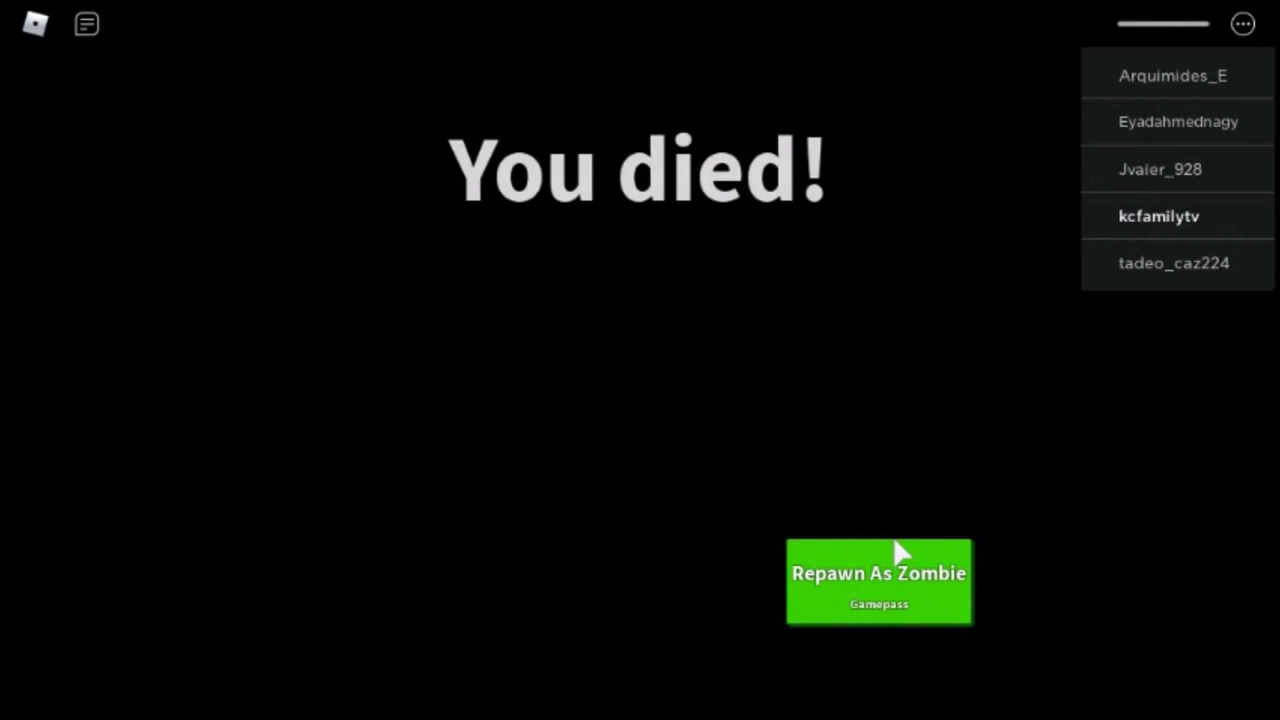 You died!
Arquimides_E
Eyadahmednagy
Jvaier_928
kcfamilytv
tadeo_caz224
Repawn As Zombie
Gamepass